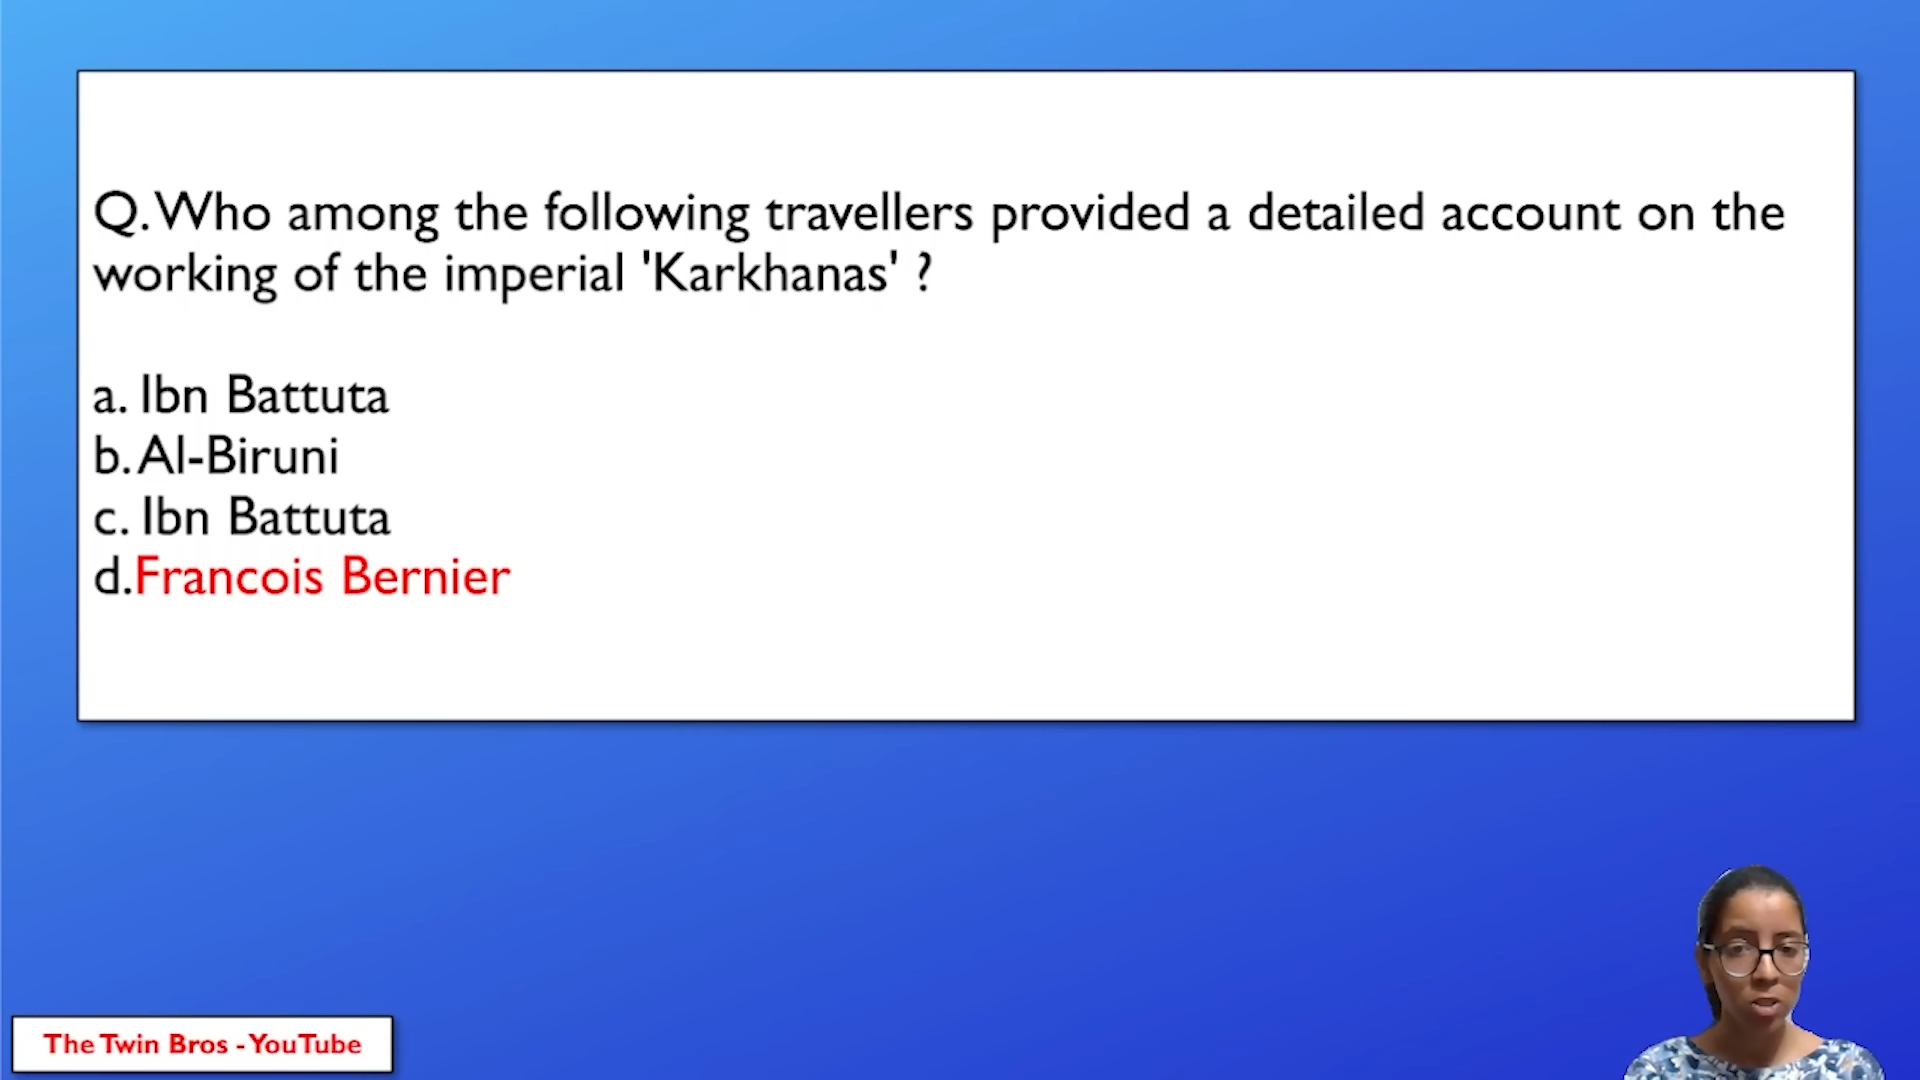 Q. Who among the following travellers provided a detailed account on the
working of the imperial 'Karkhanas' ?
a. Ibn Battuta
b. Al-Biruni
c. Ibn Battuta
d. Francois Bernier
The Twin Bros - YouTube